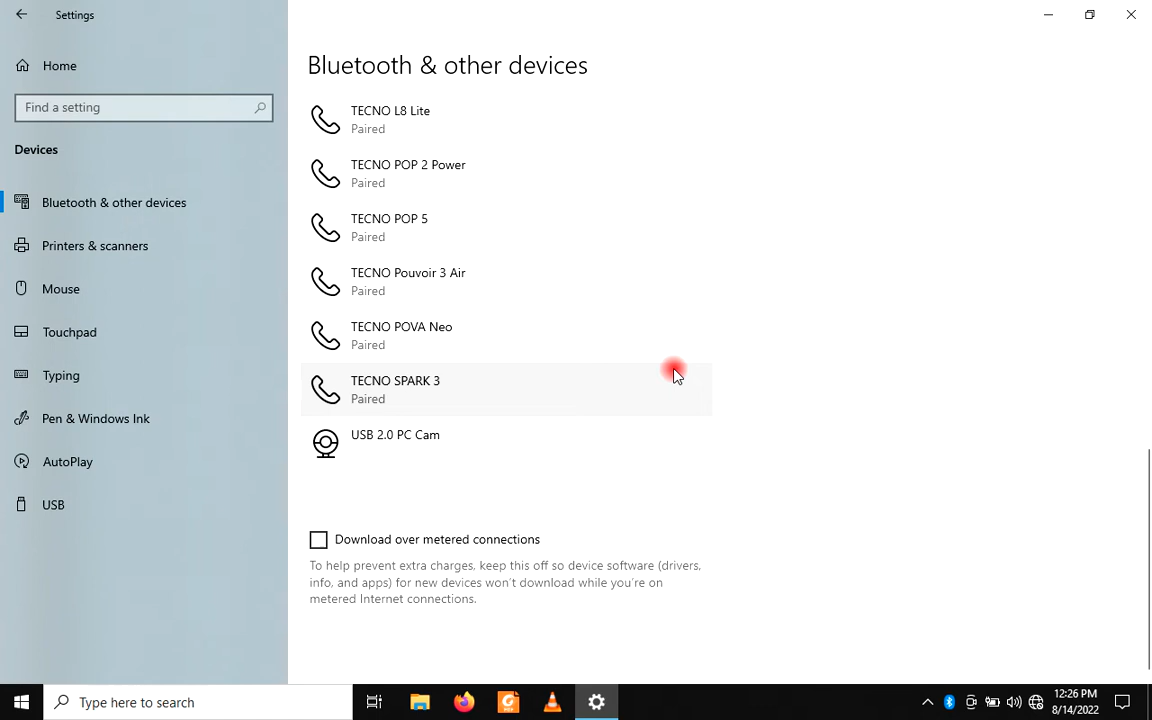 Settings
Home
Find a setting
Devices
Bluetooth & other devices
Printers & scanners
Mouse
Touchpad
Typing
Pen & Windows Ink
AutoPlay
USB
Bluetooth & other devices
TECNO L8 Lite
Paired
TECNO POP 2 Power
Paired
TECNO POP 5
Paired
TECNO Pouvoir 3 Air
Paired
TECNO POVA Neo
Paired
TECNO SPARK 3
Paired
USB 2.0 PC Cam
Download over metered connections
To help prevent extra charges, keep this off so device software (drivers,
info, and apps) for new devices won't download while you're on
metered Internet connections.
Type here to search
12:26 PM
8/14/2022